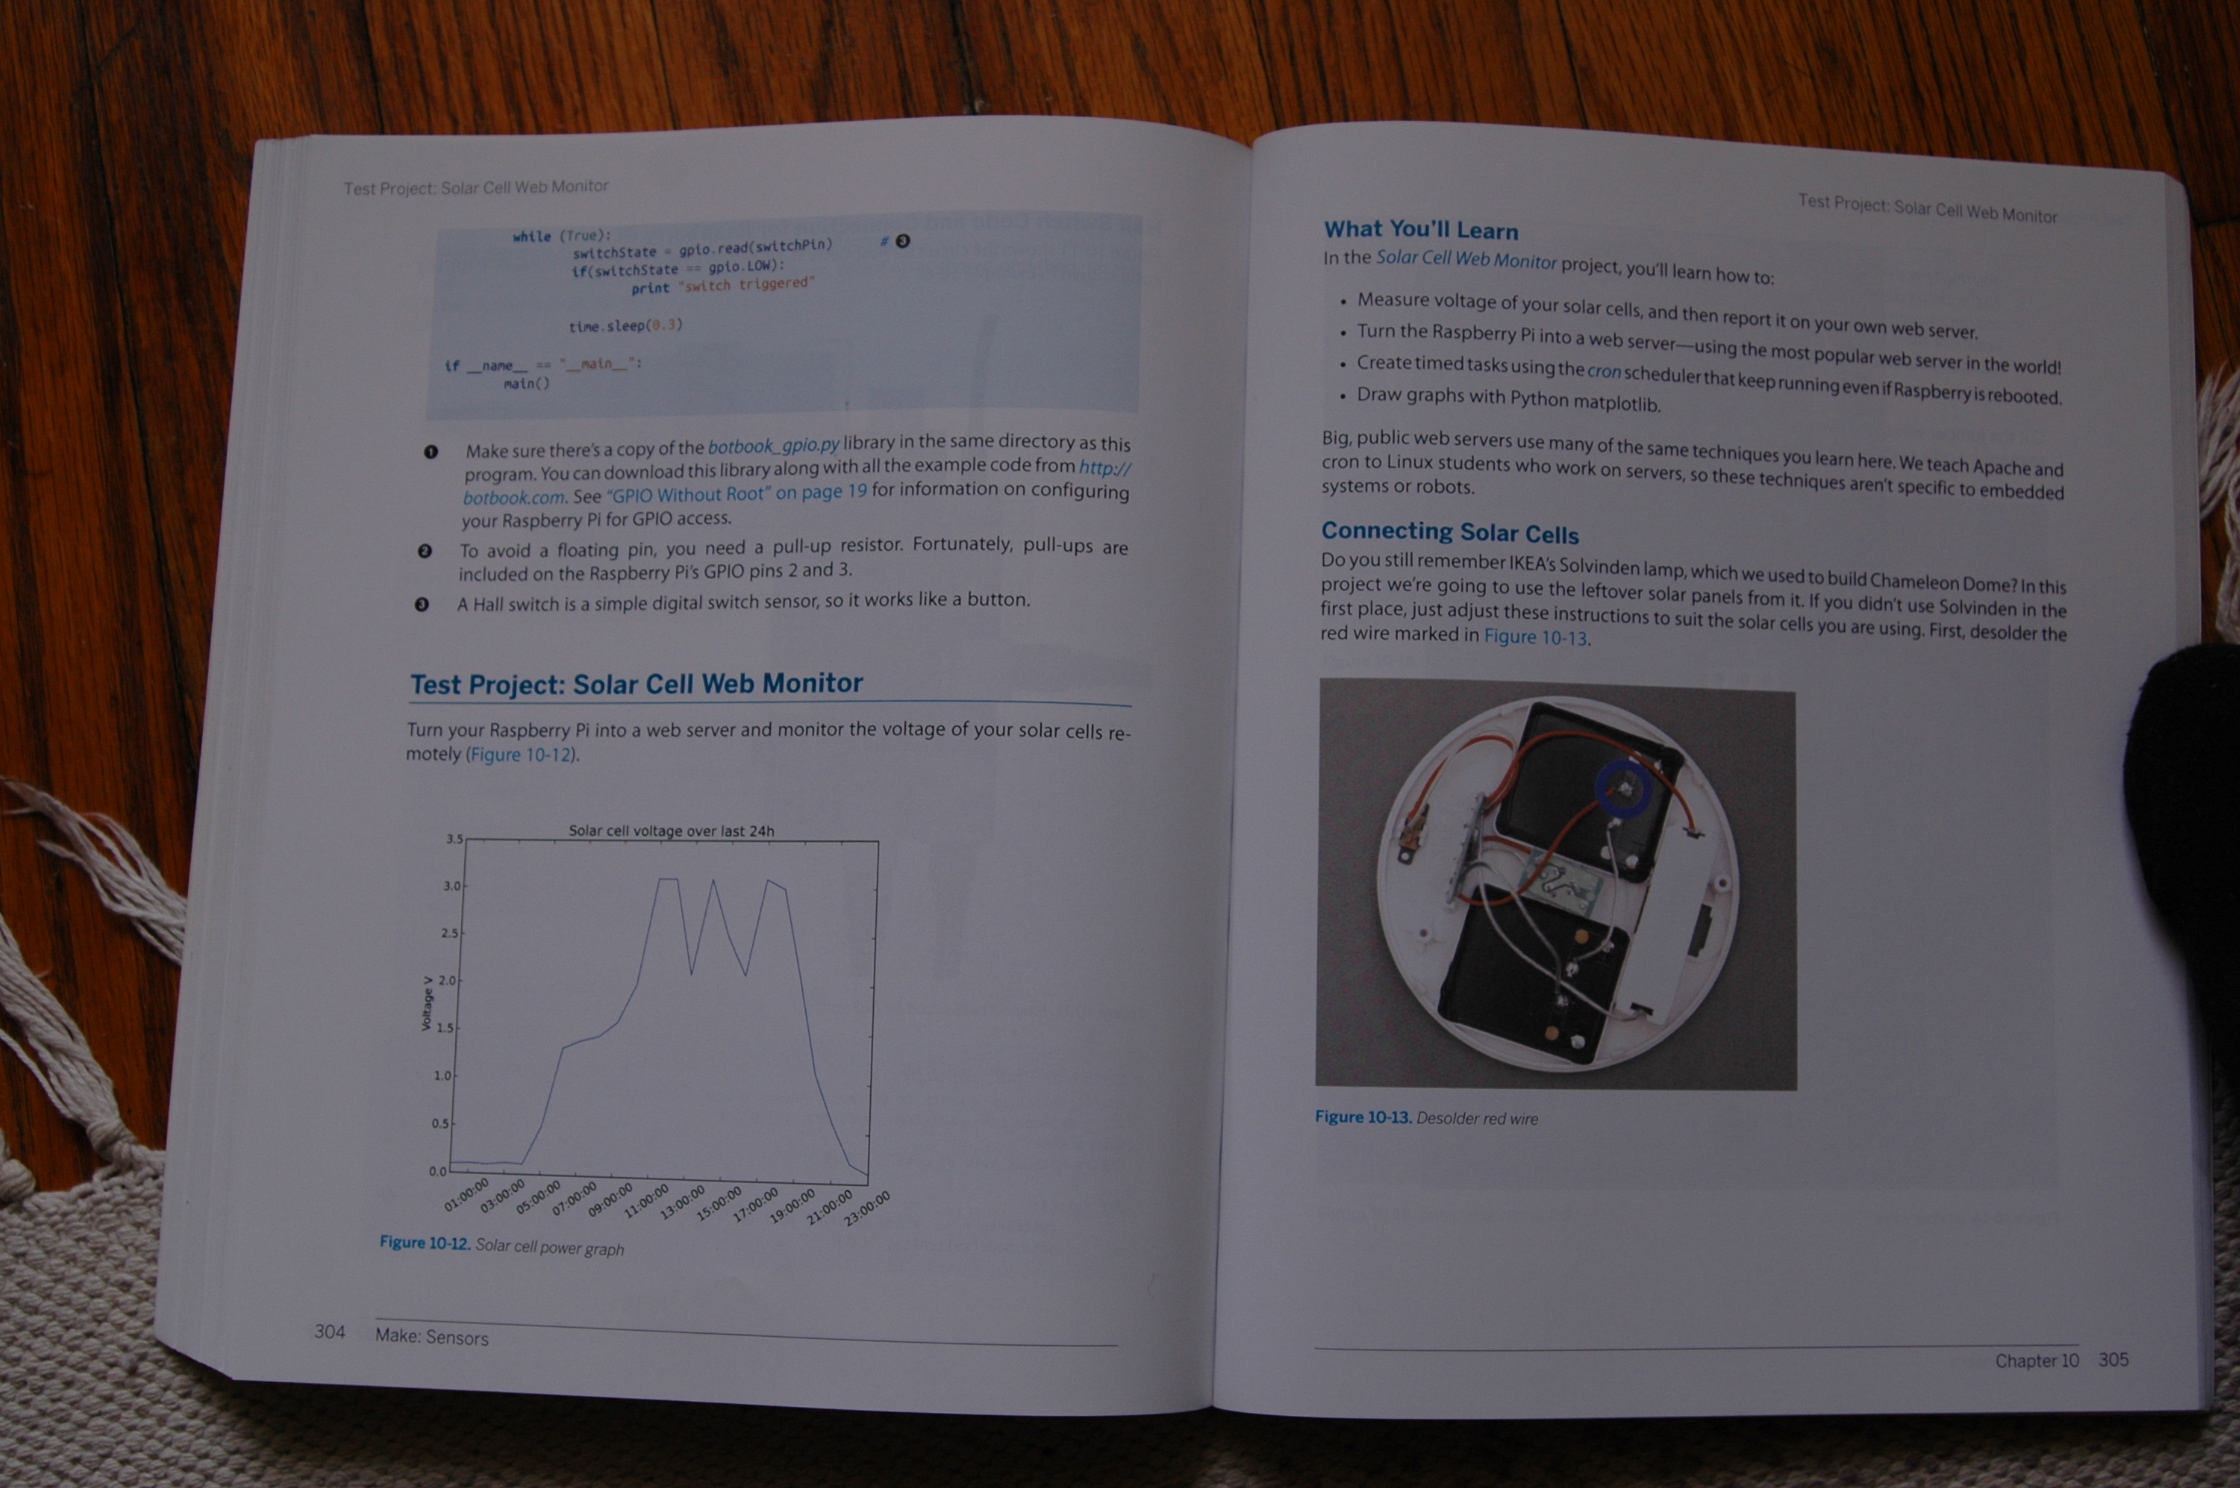 Test Project: Solar Cell Web Monitor
while (True):
switchState = gpio.read(switchPin) # ❸
if(switchState == gpio.LOW):
print "switch triggered"
time.sleep(0.3)
if __name__ == "__main__":
main()
❶ Make sure there's a copy of the botbook_gpio.py library in the same directory as this
program. You can download this library along with all the example code from http://
botbook.com. See "GPIO Without Root" on page 19 for information on configuring
your Raspberry Pi for GPIO access.
❷ To avoid a floating pin, you need a pull-up resistor. Fortunately, pull-ups are
included on the Raspberry Pi's GPIO pins 2 and 3.
❸ A Hall switch is a simple digital switch sensor, so it works like a button.
Test Project: Solar Cell Web Monitor
Turn your Raspberry Pi into a web server and monitor the voltage of your solar cells re-
motely (Figure 10-12).
Solar cell voltage over last 24h
3.5
3.0
2.5
2.0
1.5
1.0
0.5
0.0
Voltage V
01:00:00
03:00:00
05:00:00
07:00:00
09:00:00
11:00:00
13:00:00
15:00:00
17:00:00
19:00:00
21:00:00
23:00:00
Figure 10-12. Solar cell power graph
304 Make: Sensors
Test Project: Solar Cell Web Monitor
What You'll Learn
In the Solar Cell Web Monitor project, you'll learn how to:
• Measure voltage of your solar cells, and then report it on your own web server.
• Turn the Raspberry Pi into a web server—using the most popular web server in the world!
• Create timed tasks using the cron scheduler that keep running even if Raspberry is rebooted.
• Draw graphs with Python matplotlib.
Big, public web servers use many of the same techniques you learn here. We teach Apache and
cron to Linux students who work on servers, so these techniques aren't specific to embedded
systems or robots.
Connecting Solar Cells
Do you still remember IKEA's Solvinden lamp, which we used to build Chameleon Dome? In this
project we're going to use the leftover solar panels from it. If you didn't use Solvinden in the
first place, just adjust these instructions to suit the solar cells you are using. First, desolder the
red wire marked in Figure 10-13.
Figure 10-13. Desolder red wire
Chapter 10 305